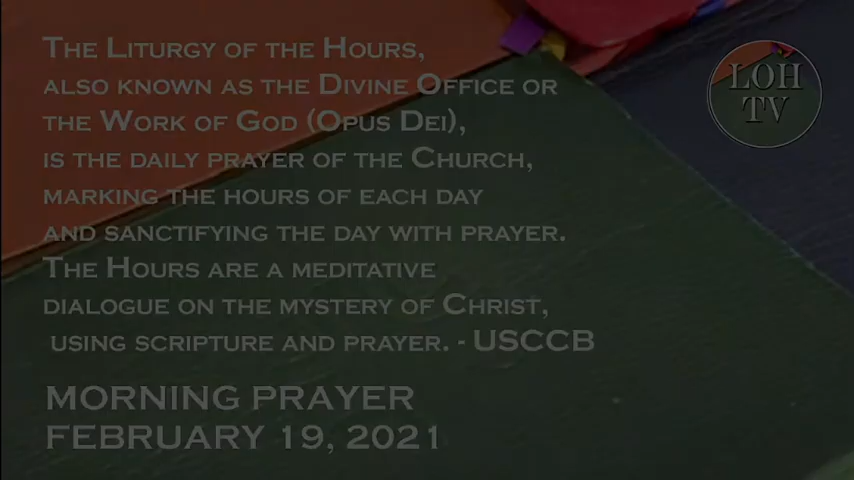 The Liturgy of the Hours,
also known as the Divine Office or
the Work of God (Opus Dei),
is the daily prayer of the Church,
marking the hours of each day
and sanctifying the day with prayer.
The Hours are a meditative
dialogue on the mystery of Christ,
using scripture and prayer. - USCCB
MORNING PRAYER
FEBRUARY 19, 2021
LOH
TV